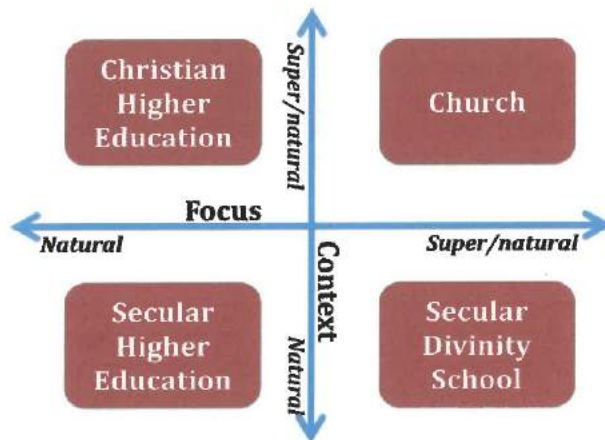 Christian
Higher
Education
Super/natural
Church
Focus
Natural
Super/natural
Context
Secular
Higher
Education
Natural
Secular
Divinity
School